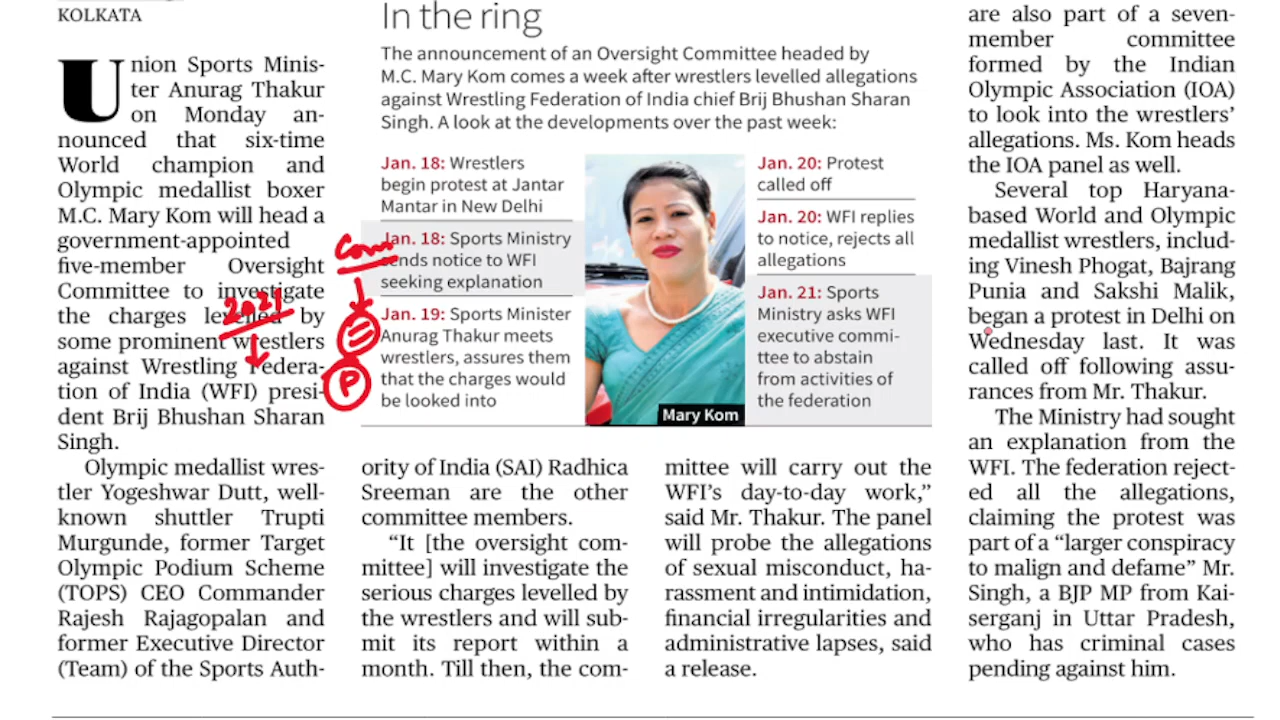 KOLKATA
Union Sports Minis-
ter Anurag Thakur
on Monday an-
nounced that six-time
World champion and
Olympic medallist boxer
M.C. Mary Kom will head a
government-appointed
five-member Oversight
Committee to investigate
the charges levelled by
some prominent wrestlers
against Wrestling Federa-
tion of India (WFI) presi-
dent Brij Bhushan Sharan
Singh.
Olympic medallist wres-
tler Yogeshwar Dutt, well-
known shuttler Trupti
Murgunde, former Target
Olympic Podium Scheme
(TOPS) CEO Commander
Rajesh Rajagopalan and
former Executive Director
(Team) of the Sports Auth-
In the ring
The announcement of an Oversight Committee headed by
M.C. Mary Kom comes a week after wrestlers levelled allegations
against Wrestling Federation of India chief Brij Bhushan Sharan
Singh. A look at the developments over the past week:
Jan. 18: Wrestlers
begin protest at Jantar
Mantar in New Delhi
Jan. 18: Sports Ministry
sends notice to WFI
seeking explanation
Jan. 19: Sports Minister
Anurag Thakur meets
wrestlers, assures them
that the charges would
be looked into
Mary Kom
Jan. 20: Protest
called off
Jan. 20: WFI replies
to notice, rejects all
allegations
Jan. 21: Sports
Ministry asks WFI
executive commi-
ttee to abstain
from activities of
the federation
2021
P
ority of India (SAI) Radhica
Sreeman are the other
committee members.
“It [the oversight com-
mittee] will investigate the
serious charges levelled by
the wrestlers and will sub-
mit its report within a
month. Till then, the com-
mittee will carry out the
WFI’s day-to-day work,”
said Mr. Thakur. The panel
will probe the allegations
of sexual misconduct, ha-
rassment and intimidation,
financial irregularities and
administrative lapses, said
a release.
are also part of a seven-
member committee
formed by the Indian
Olympic Association (IOA)
to look into the wrestlers’
allegations. Ms. Kom heads
the IOA panel as well.
Several top Haryana-
based World and Olympic
medallist wrestlers, includ-
ing Vinesh Phogat, Bajrang
Punia and Sakshi Malik,
began a protest in Delhi on
Wednesday last. It was
called off following assu-
rances from Mr. Thakur.
The Ministry had sought
an explanation from the
WFI. The federation reject-
ed all the allegations,
claiming the protest was
part of a “larger conspiracy
to malign and defame” Mr.
Singh, a BJP MP from Kai-
serganj in Uttar Pradesh,
who has criminal cases
pending against him.